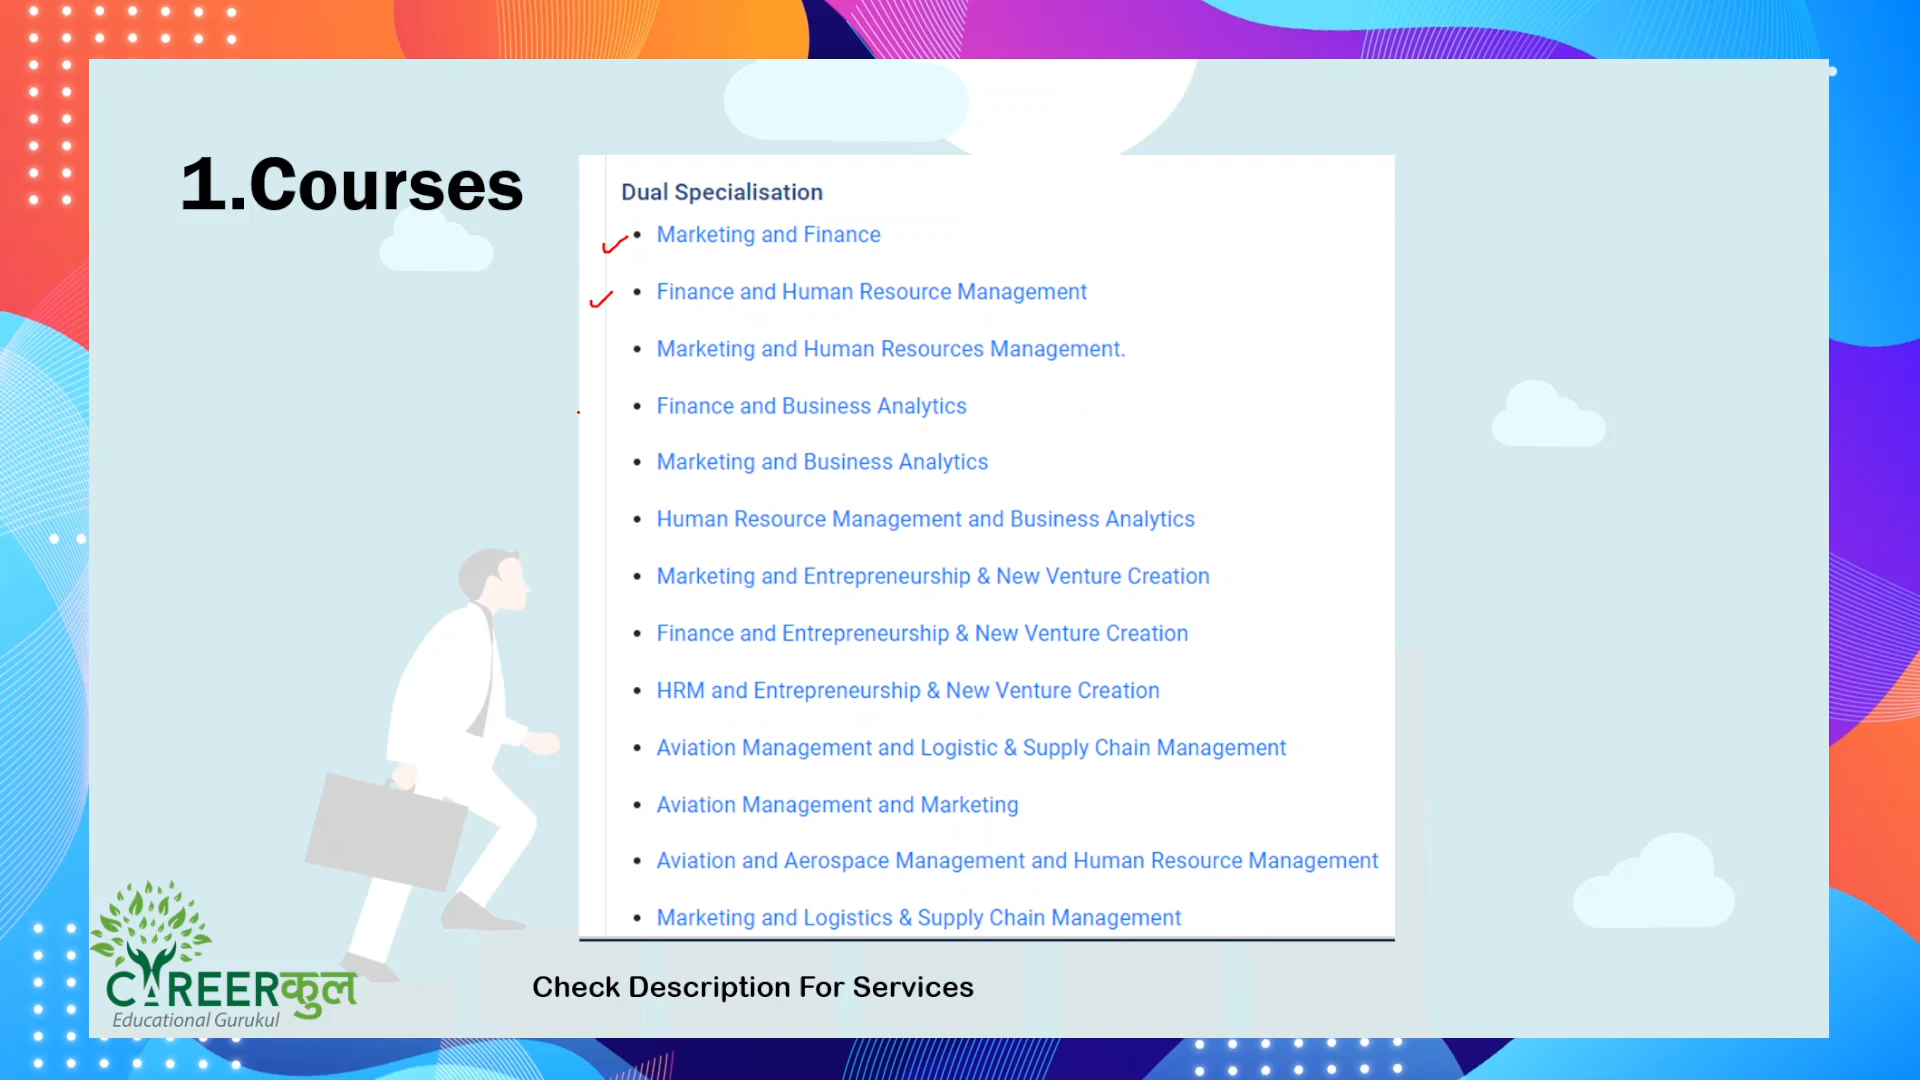 1.Courses
Dual Specialisation
• Marketing and Finance
• Finance and Human Resource Management
• Marketing and Human Resources Management.
• Finance and Business Analytics
• Marketing and Business Analytics
• Human Resource Management and Business Analytics
• Marketing and Entrepreneurship & New Venture Creation
• Finance and Entrepreneurship & New Venture Creation
• HRM and Entrepreneurship & New Venture Creation
• Aviation Management and Logistic & Supply Chain Management
• Aviation Management and Marketing
• Aviation and Aerospace Management and Human Resource Management
• Marketing and Logistics & Supply Chain Management
CAREERकुल
Educational Gurukul
Check Description For Services